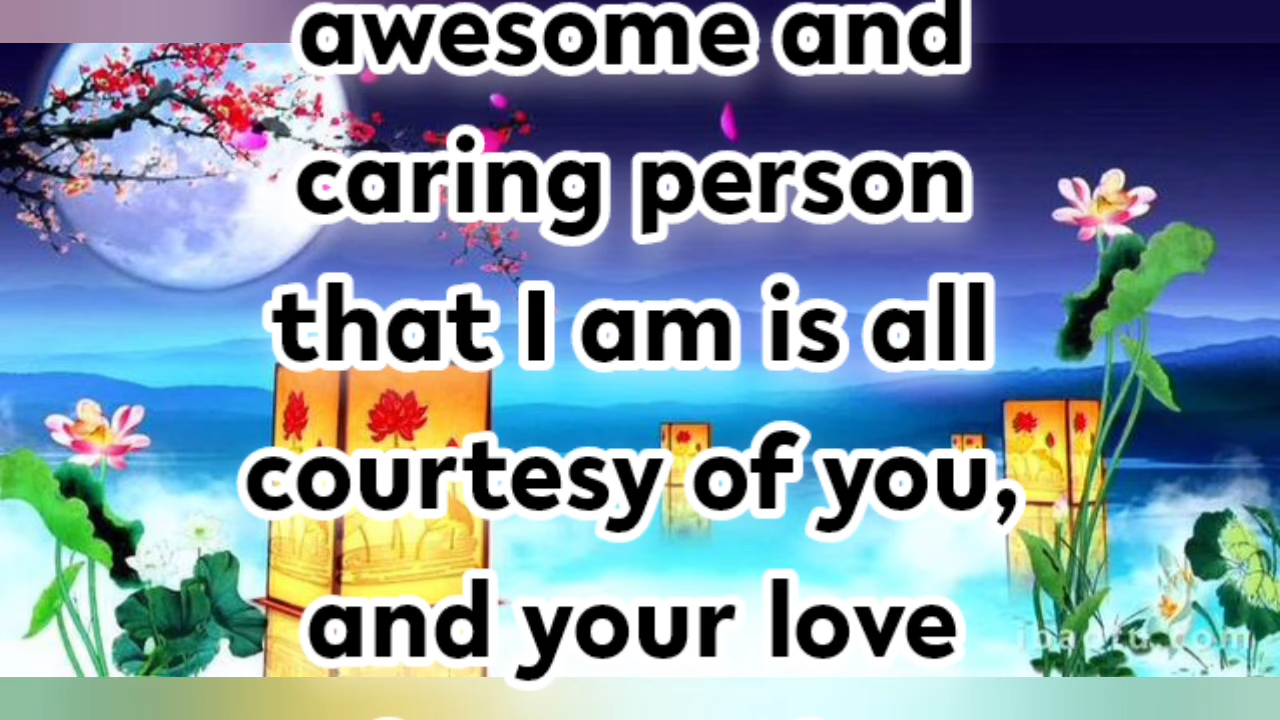 awesome and
caring person
that I am is all
courtesy of you,
and your love